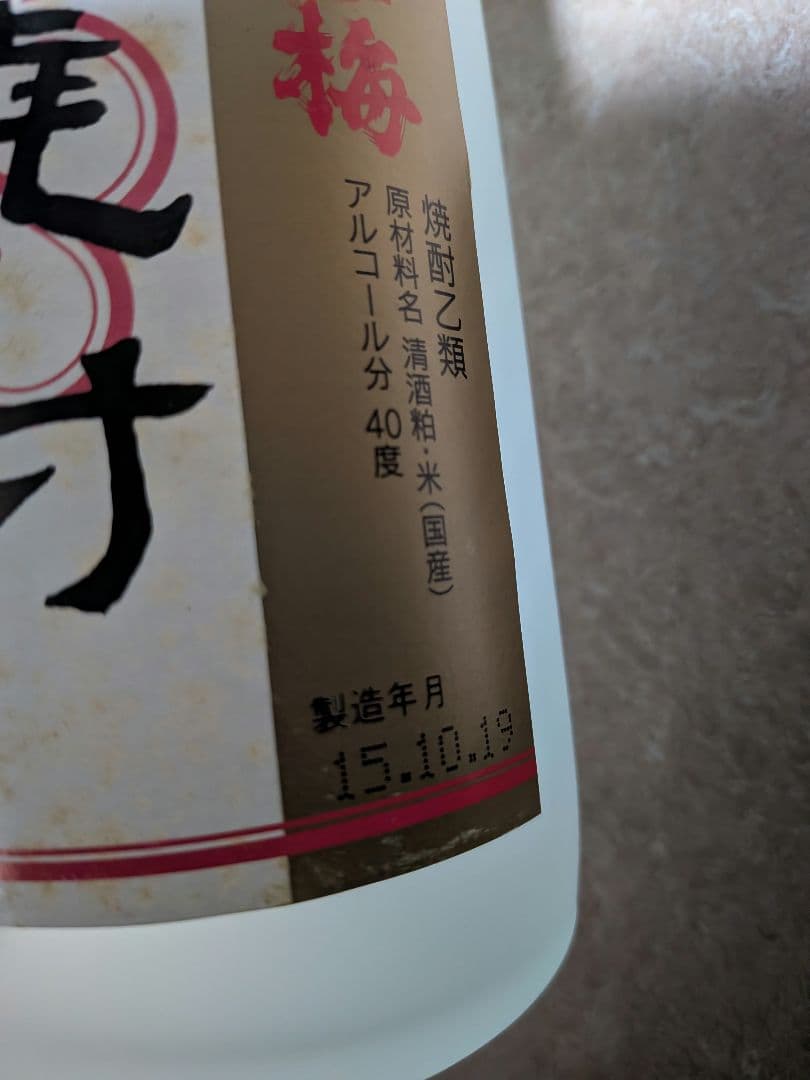 梅
焼酎乙類
原材料名 清酒粕・米(国産)
アルコール分 40度
製造年月
15.10.19